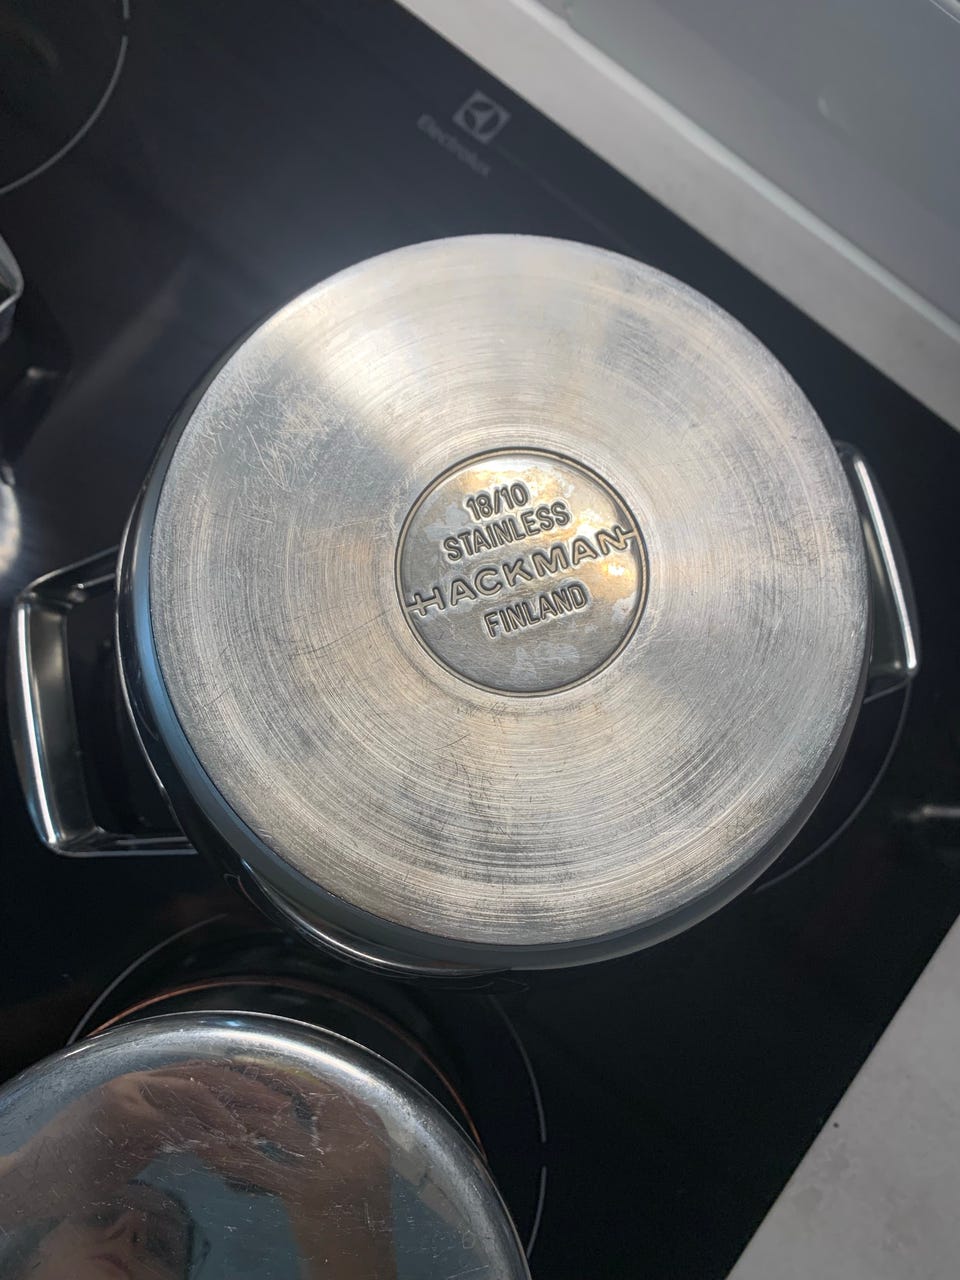 Electrolux
18/10
STAINLESS
HACKMAN
FINLAND